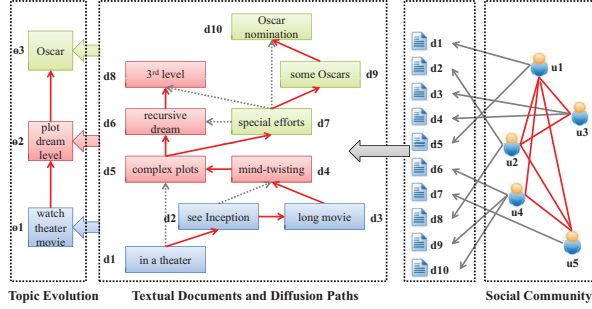 o3
Oscar
o2
plot
dream
level
o1
watch
theater
movie
Topic Evolution
d10
Oscar
nomination
d8
3rd level
some Oscars
d9
d6
recursive
dream
special efforts
d7
d5
complex plots
mind-twisting
d4
d2
see Inception
long movie
d3
d1
in a theater
Textual Documents and Diffusion Paths
d1
d2
d3
d4
d5
d6
d7
d8
d9
d10
u1
u3
u2
u4
u5
Social Community